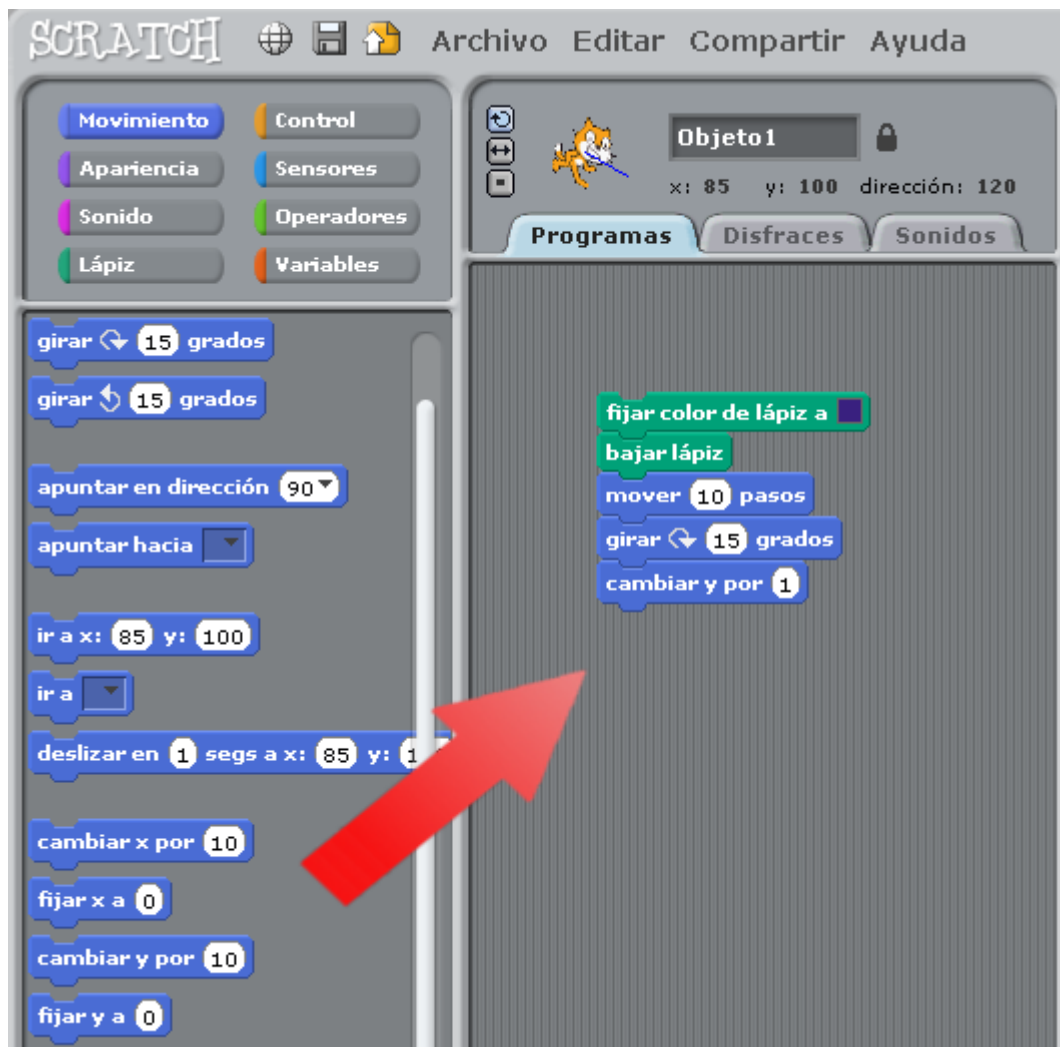 SCRATCH Archivo Editar Compartir Ayuda
Movimiento Control
Apariencia Sensores
Sonido Operadores
Lápiz Variables
Objeto1
x: 85 y: 100 dirección: 120
Programas Disfraces Sonidos
girar 15 grados
girar 15 grados
apuntar en dirección 90
apuntar hacia
ir a x: 85 y: 100
ir a
deslizar en 1 segs a x: 85 y: 1
cambiar x por 10
fijar x a 0
cambiar y por 10
fijar y a 0
fijar color de lápiz a
bajar lápiz
mover 10 pasos
girar 15 grados
cambiar y por 1